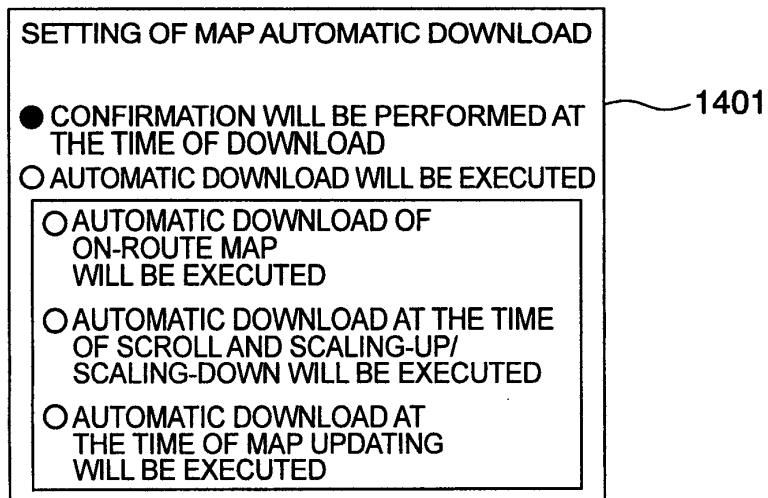 SETTING OF MAP AUTOMATIC DOWNLOAD
CONFIRMATION WILL BE PERFORMED AT
THE TIME OF DOWNLOAD
1401
AUTOMATIC DOWNLOAD WILL BE EXECUTED
AUTOMATIC DOWNLOAD OF
ON-ROUTE MAP
WILL BE EXECUTED
AUTOMATIC DOWNLOAD AT THE TIME
OF SCROLL AND SCALING-UP/
SCALING-DOWN WILL BE EXECUTED
AUTOMATIC DOWNLOAD AT
THE TIME OF MAP UPDATING
WILL BE EXECUTED